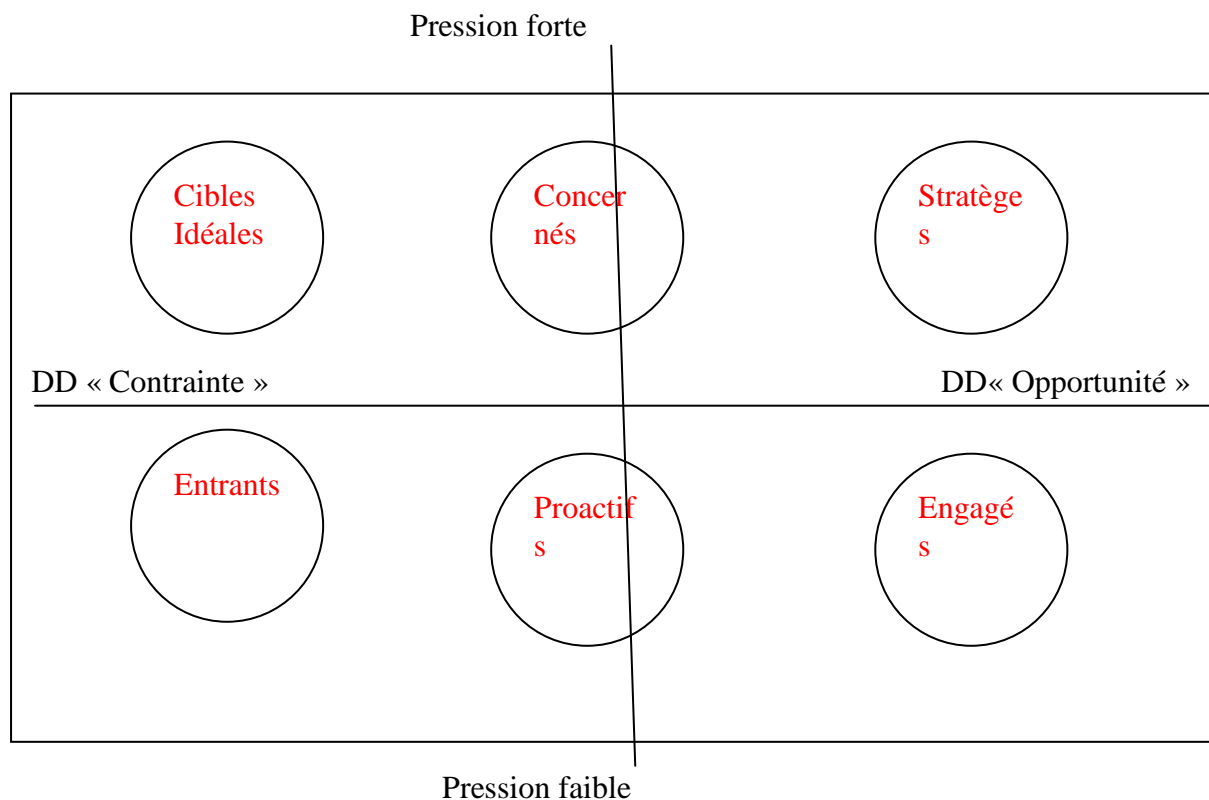 Pression forte
Cibles
Idéales
Concer
nés
Stratège
s
DD « Contrainte »
DD« Opportunité »
Entrants
Proactif
s
Engagé
s
Pression faible